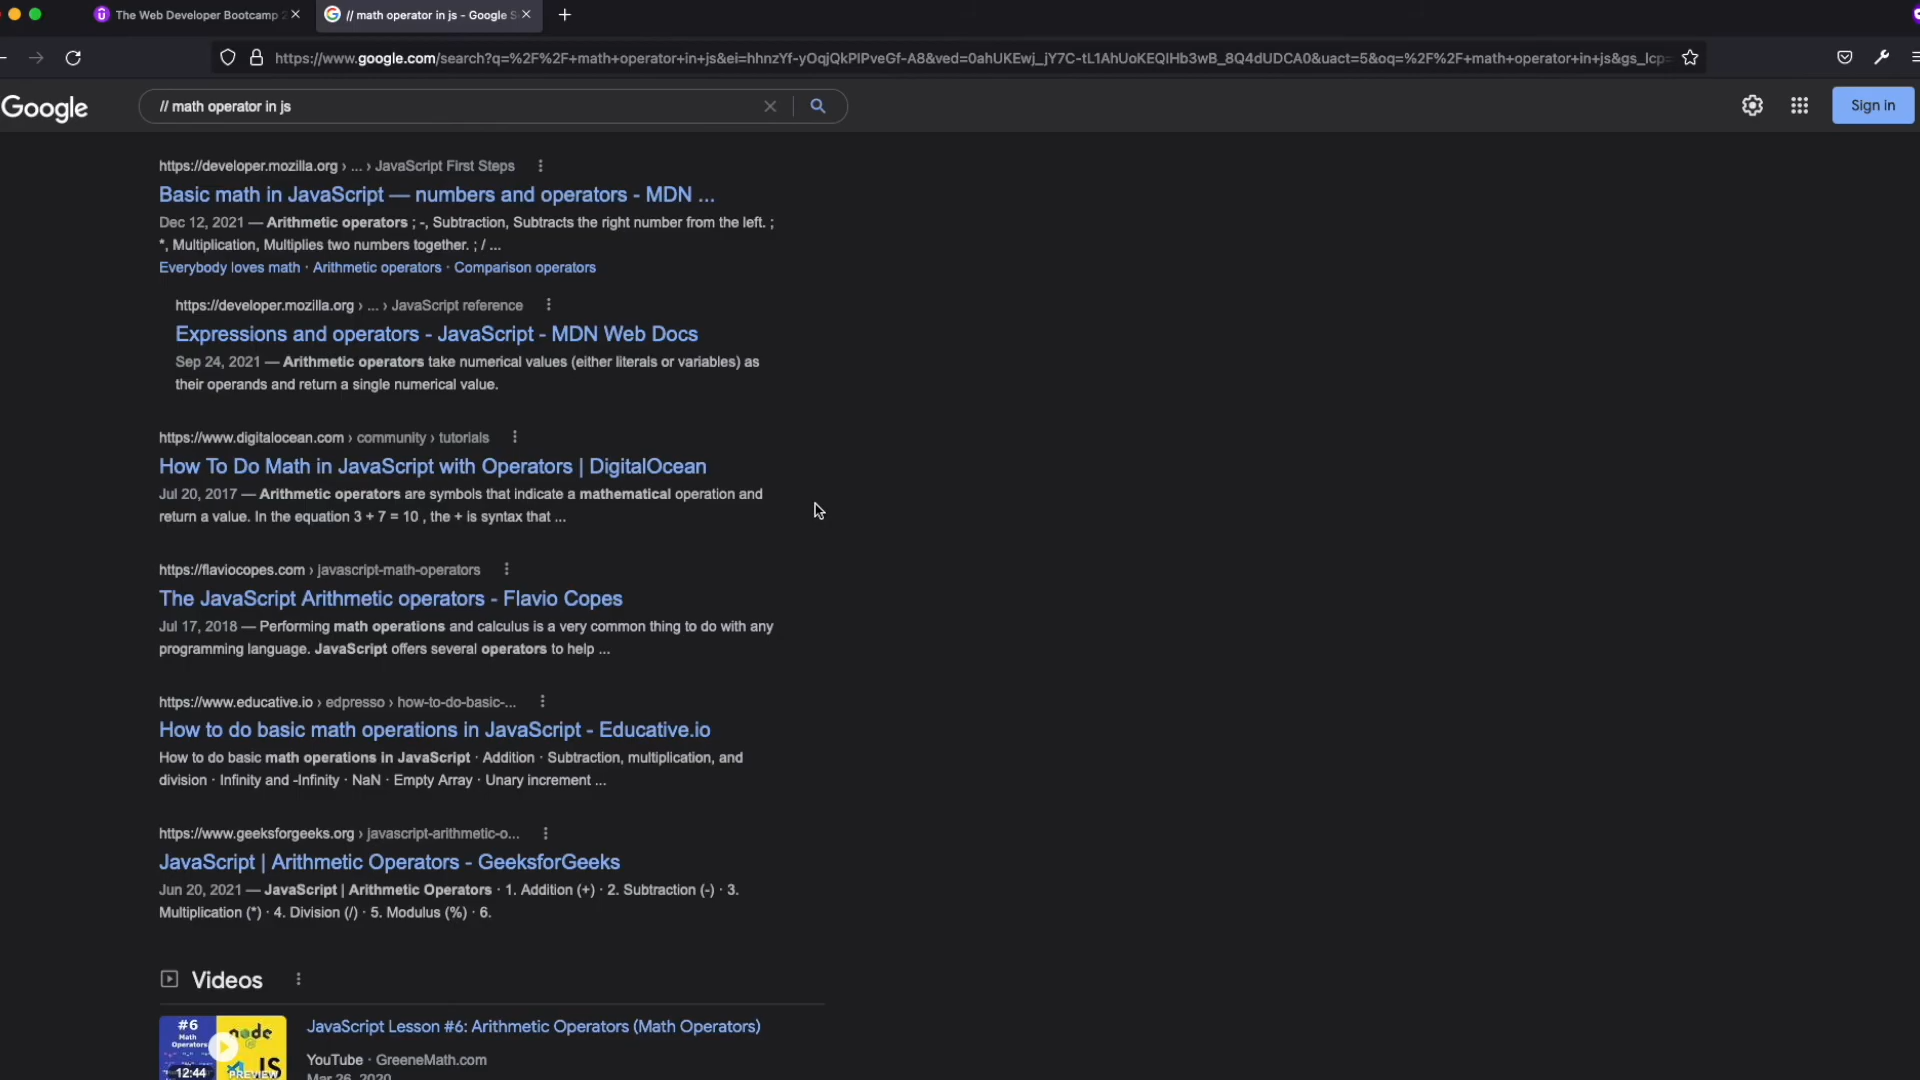 The Web Developer Bootcamp 2
// math operator in js - Google S
https://www.google.com/search?q=%2F%2F+math+operator+in+js&ei=hhnzYf-yOqjQkPIPveGf-A8&ved=0ahUKEwj_jY7C-tL1AhUoKEQIHb3wB_8Q4dUDCA0&uact=5&oq=%2F%2F+math+operator+in+js&gs_lcp=
Google
// math operator in js
Sign in
https://developer.mozilla.org › ... › JavaScript First Steps
Basic math in JavaScript — numbers and operators - MDN ...
Dec 12, 2021 — Arithmetic operators ; -, Subtraction, Subtracts the right number from the left. ;
*, Multiplication, Multiplies two numbers together. ; / ...
Everybody loves math · Arithmetic operators · Comparison operators
https://developer.mozilla.org › ... › JavaScript reference
Expressions and operators - JavaScript - MDN Web Docs
Sep 24, 2021 — Arithmetic operators take numerical values (either literals or variables) as
their operands and return a single numerical value.
https://www.digitalocean.com › community › tutorials
How To Do Math in JavaScript with Operators | DigitalOcean
Jul 20, 2017 — Arithmetic operators are symbols that indicate a mathematical operation and
return a value. In the equation 3 + 7 = 10 , the + is syntax that ...
https://flaviocopes.com › javascript-math-operators
The JavaScript Arithmetic operators - Flavio Copes
Jul 17, 2018 — Performing math operations and calculus is a very common thing to do with any
programming language. JavaScript offers several operators to help ...
https://www.educative.io › edpresso › how-to-do-basic-...
How to do basic math operations in JavaScript - Educative.io
How to do basic math operations in JavaScript · Addition · Subtraction, multiplication, and
division · Infinity and -Infinity · NaN · Empty Array · Unary increment ...
https://www.geeksforgeeks.org › javascript-arithmetic-o...
JavaScript | Arithmetic Operators - GeeksforGeeks
Jun 20, 2021 — JavaScript | Arithmetic Operators · 1. Addition (+) · 2. Subtraction (-) · 3.
Multiplication (*) · 4. Division (/) · 5. Modulus (%) · 6.
Videos
#6
Math
Operators
node
JS
12:44
PREVIEW
JavaScript Lesson #6: Arithmetic Operators (Math Operators)
YouTube · GreeneMath.com
Mar 26, 2020